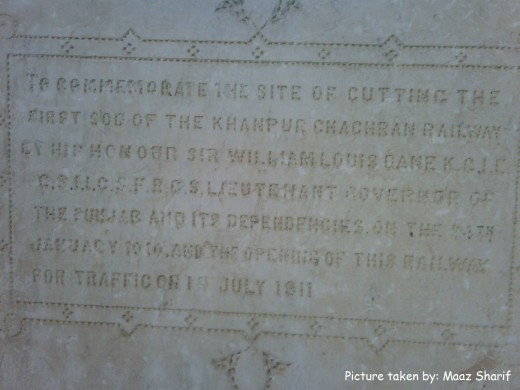 TO COMMEMORATE THE SITE OF CUTTING THE
FIRST SOD OF THE KHANPUR CHACHRAN RAILWAY
BY HIS HONOUR SIR WILLIAM LOUIS DANE K.C.I.E.
C.S.I.I.C.S.F.R.G.S. LIEUTENANT GOVERNOR OF
THE PUNJAB AND ITS DEPENDENCIES. ON THE
JANUARY 1910. AND THE OPENING OF THIS RAILWAY
FOR TRAFFIC ON JULY 1911
Picture taken by: Maaz Sharif